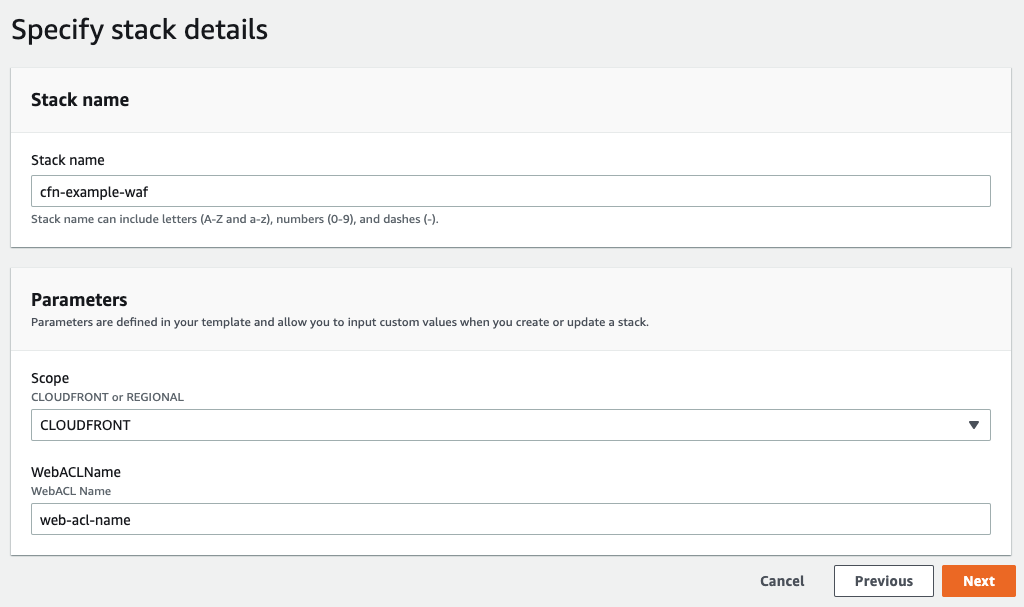 Specify stack details
Stack name
Stack name
cfn-example-waf
Stack name can include letters (A-Z and a-z), numbers (0-9), and dashes (-).
Parameters
Parameters are defined in your template and allow you to input custom values when you create or update a stack.
Scope
CLOUDFRONT or REGIONAL
CLOUDFRONT
WebACLName
WebACL Name
web-acl-name
Cancel Previous Next